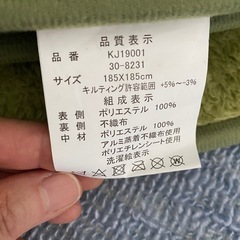 品質表示
品番 KJ19001
30-8231
サイズ 185X185cm
キルティング許容範囲 +5%~-3%
組成表示
表側 ポリエステル 100%
裏側 不織布
中材 ポリエステル 100%
アルミ蒸着不織布使用
ポリエチレンシート使用
洗濯絵表示